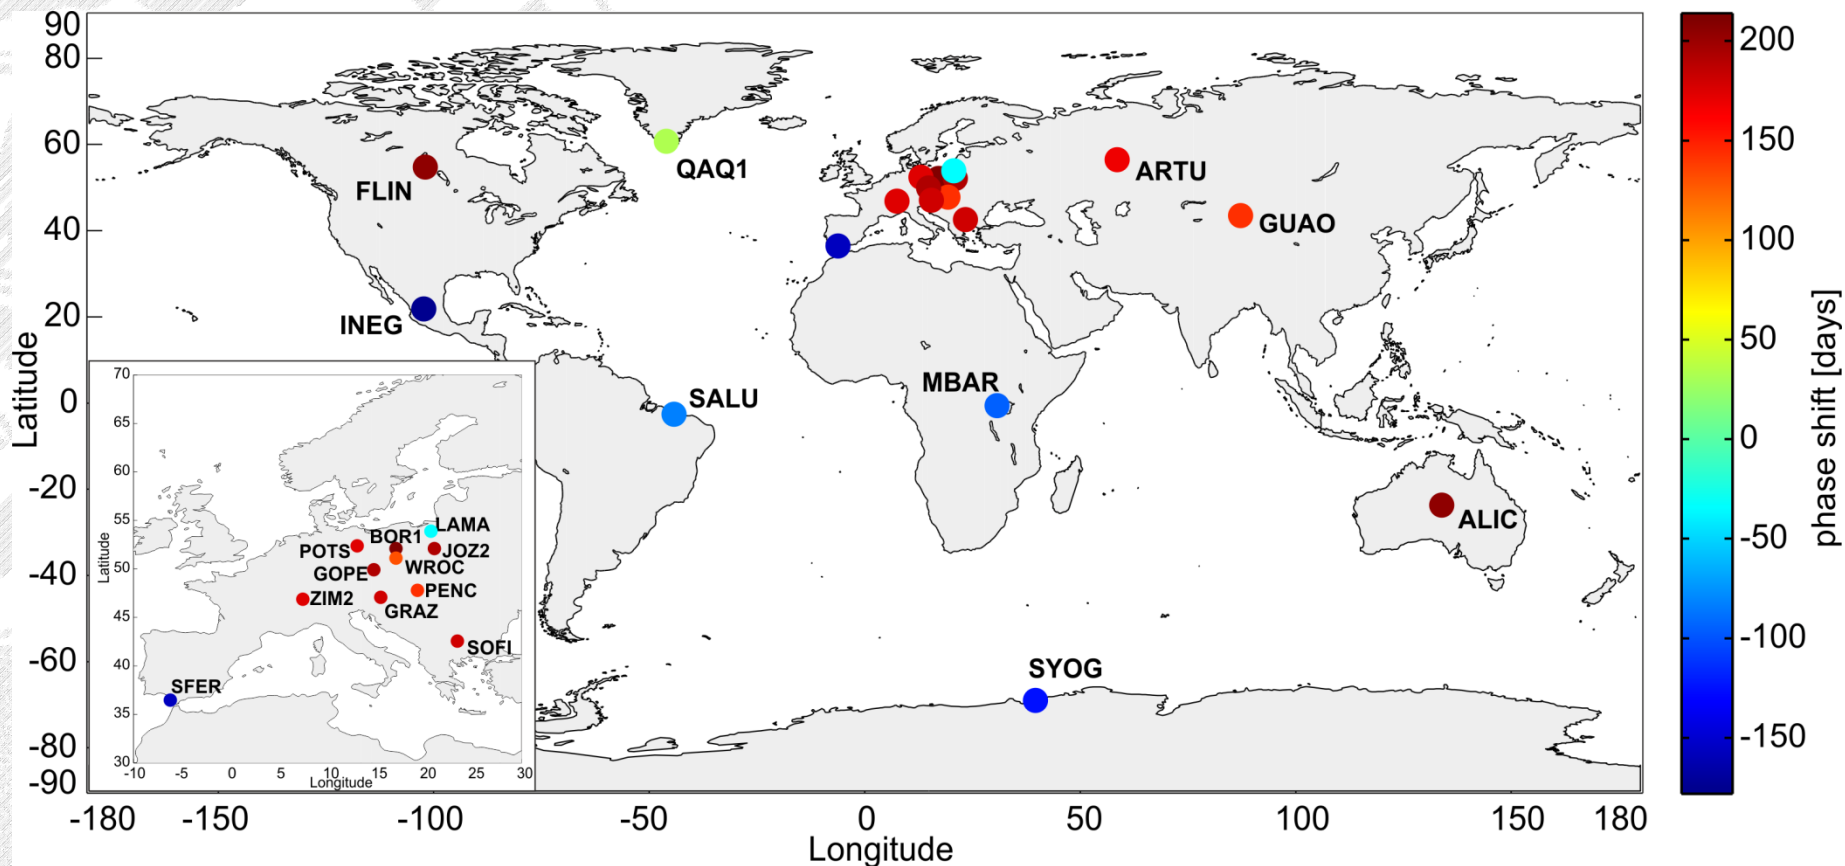 90
80
60
40
20
0
-20
-40
-60
-80
-90
Latitude
-180
-150
-100
-50
0
50
100
150
180
Longitude
FLIN
QAQ1
ARTU
GUAO
INEG
SALU
MBAR
ALIC
SYOG
70
65
60
55
50
45
40
35
30
Latitude
-10
-5
0
5
10
15
20
25
30
Longitude
LAMA
BOR1
POTS
JOZ2
GOPE
WROC
PENC
ZIM2
GRAZ
SOFI
SFER
200
150
100
50
0
-50
-100
-150
phase shift [days]